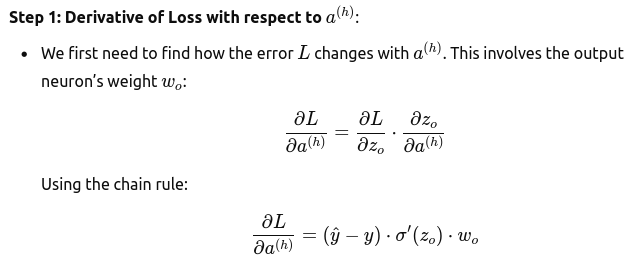 Step 1: Derivative of Loss with respect to a^{(h)}:
• We first need to find how the error L changes with a^{(h)}. This involves the output
neuron's weight w_o:
\frac{\partial L}{\partial a^{(h)}} = \frac{\partial L}{\partial z_o} \cdot \frac{\partial z_o}{\partial a^{(h)}}
Using the chain rule:
\frac{\partial L}{\partial a^{(h)}} = (\hat{y} - y) \cdot \sigma'(z_o) \cdot w_o